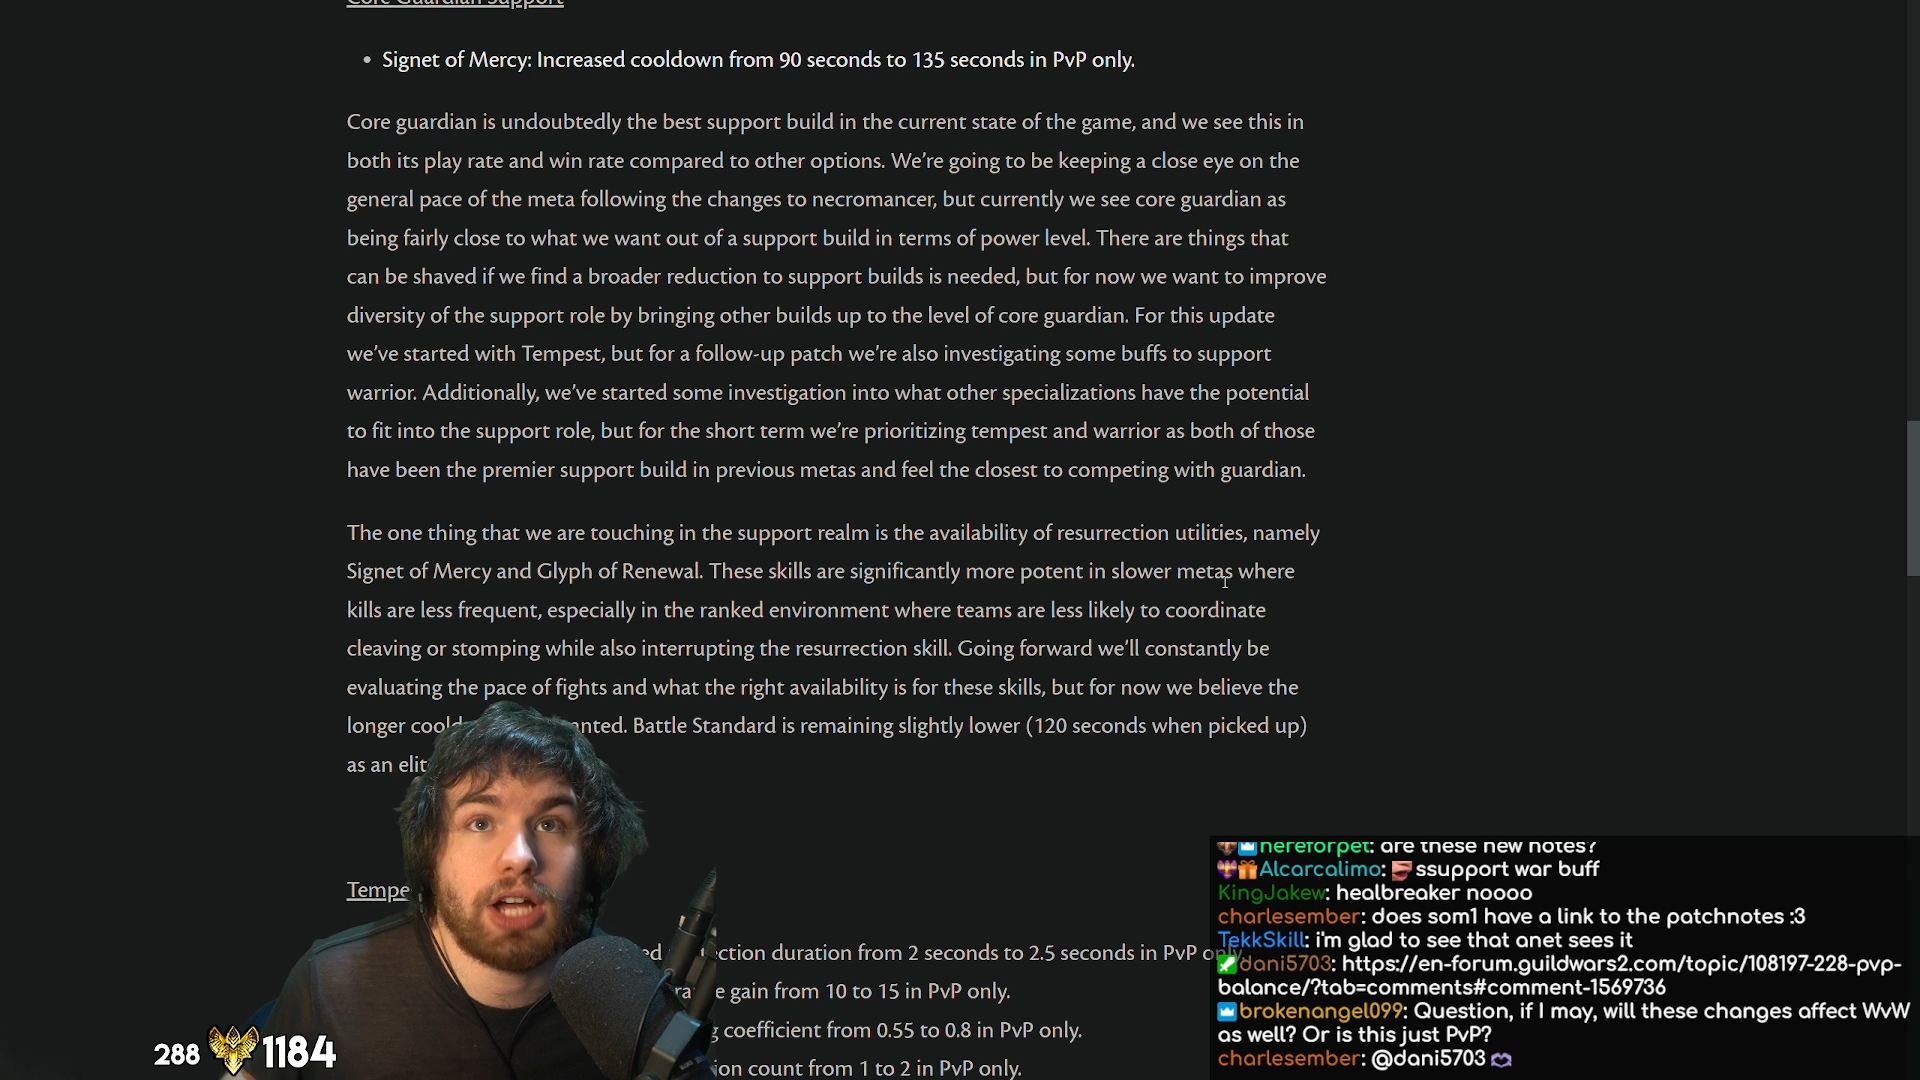 Core Guardian Support
• Signet of Mercy: Increased cooldown from 90 seconds to 135 seconds in PvP only.
Core guardian is undoubtedly the best support build in the current state of the game, and we see this in
both its play rate and win rate compared to other options. We're going to be keeping a close eye on the
general pace of the meta following the changes to necromancer, but currently we see core guardian as
being fairly close to what we want out of a support build in terms of power level. There are things that
can be shaved if we find a broader reduction to support builds is needed, but for now we want to improve
diversity of the support role by bringing other builds up to the level of core guardian. For this update
we've started with Tempest, but for a follow-up patch we're also investigating some buffs to support
warrior. Additionally, we've started some investigation into what other specializations have the potential
to fit into the support role, but for the short term we're prioritizing tempest and warrior as both of those
have been the premier support build in previous metas and feel the closest to competing with guardian.
The one thing that we are touching in the support realm is the availability of resurrection utilities, namely
Signet of Mercy and Glyph of Renewal. These skills are significantly more potent in slower metas where
kills are less frequent, especially in the ranked environment where teams are less likely to coordinate
cleaving or stomping while also interrupting the resurrection skill. Going forward we'll constantly be
evaluating the pace of fights and what the right availability is for these skills, but for now we believe the
longer cool nted. Battle Standard is remaining slightly lower (120 seconds when picked up)
as an elit
Tempe
ed ction duration from 2 seconds to 2.5 seconds in PvP only
e gain from 10 to 15 in PvP only.
g coefficient from 0.55 to 0.8 in PvP only.
ion count from 1 to 2 in PvP only.
288 1184
hereforpet: are these new notes?
Alcarcalimo: ssupport war buff
KingJakew: healbreaker noooo
charlesember: does som1 have a link to the patchnotes :3
TekkSkill: i'm glad to see that anet sees it
dani5703: https://en-forum.guildwars2.com/topic/108197-228-pvp-
balance/?tab=comments#comment-1569736
brokenangel099: Question, if I may, will these changes affect WvW
as well? Or is this just PvP?
charlesember: @dani5703